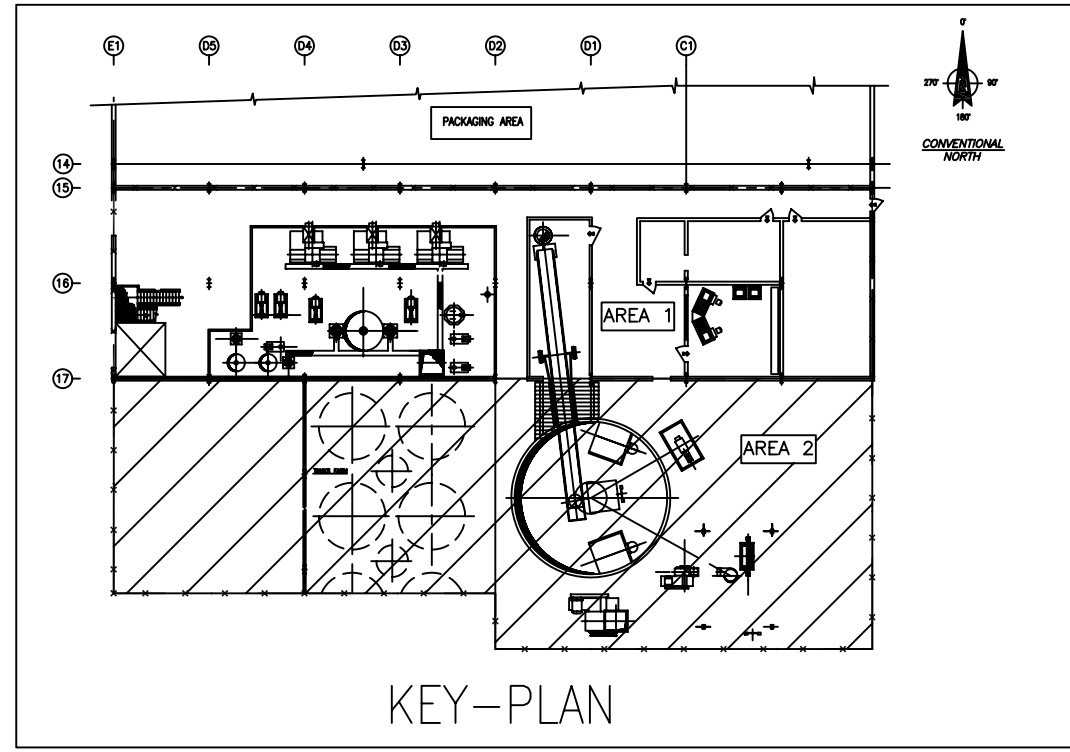 E1 D5 D4 D3 D2 D1 C1
0'
270' 90'
180'
CONVENTIONAL
NORTH
PACKAGING AREA
14
15
16
17
AREA 1
AREA 2
KEY-PLAN